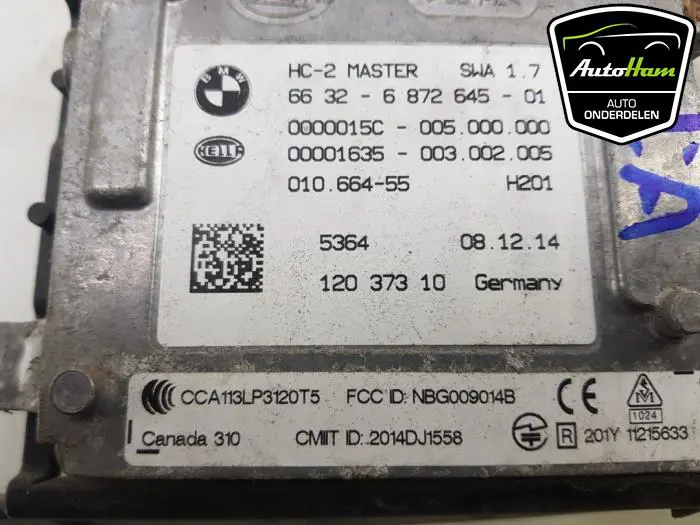 AutoHam
AUTO
ONDERDELEN
BMW
HC-2 MASTER SWA 1.7
66 32 - 6 872 645 - 01
0000015C - 005.000.000
HELLA
00001635 - 003.002.005
010.664-55 H201
5364 08.12.14
120 373 10 Germany
CCA113LP3120T5 FCC ID: NBG009014B CE
1024
Canada 310 CMIIT ID: 2014DJ1558 R 201Y 11215633